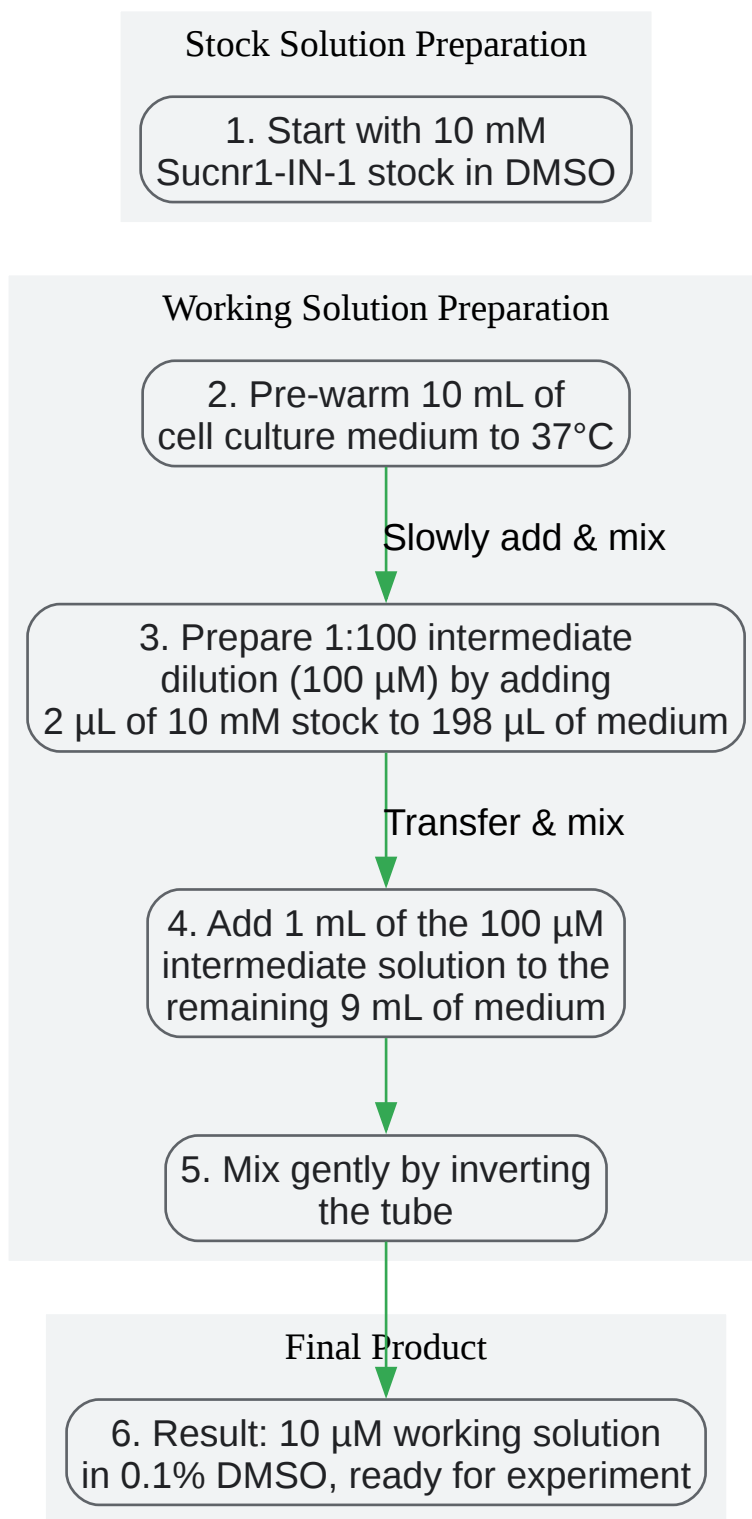 Stock Solution Preparation
1. Start with 10 mM
Sucnr1-IN-1 stock in DMSO
Working Solution Preparation
2. Pre-warm 10 mL of
cell culture medium to 37°C
Slowly add & mix
3. Prepare 1:100 intermediate
dilution (100 µM) by adding
2 µL of 10 mM stock to 198 µL of medium
Transfer & mix
4. Add 1 mL of the 100 µM
intermediate solution to the
remaining 9 mL of medium
5. Mix gently by inverting
the tube
Final Product
6. Result: 10 µM working solution
in 0.1% DMSO, ready for experiment